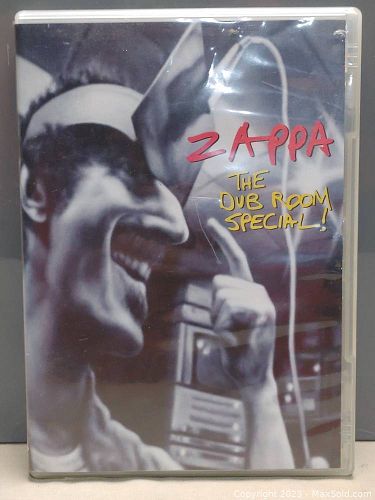 ZAPPA
THE
DUB ROOM
SPECIAL!
Copyright 2023 - MaxSold.com